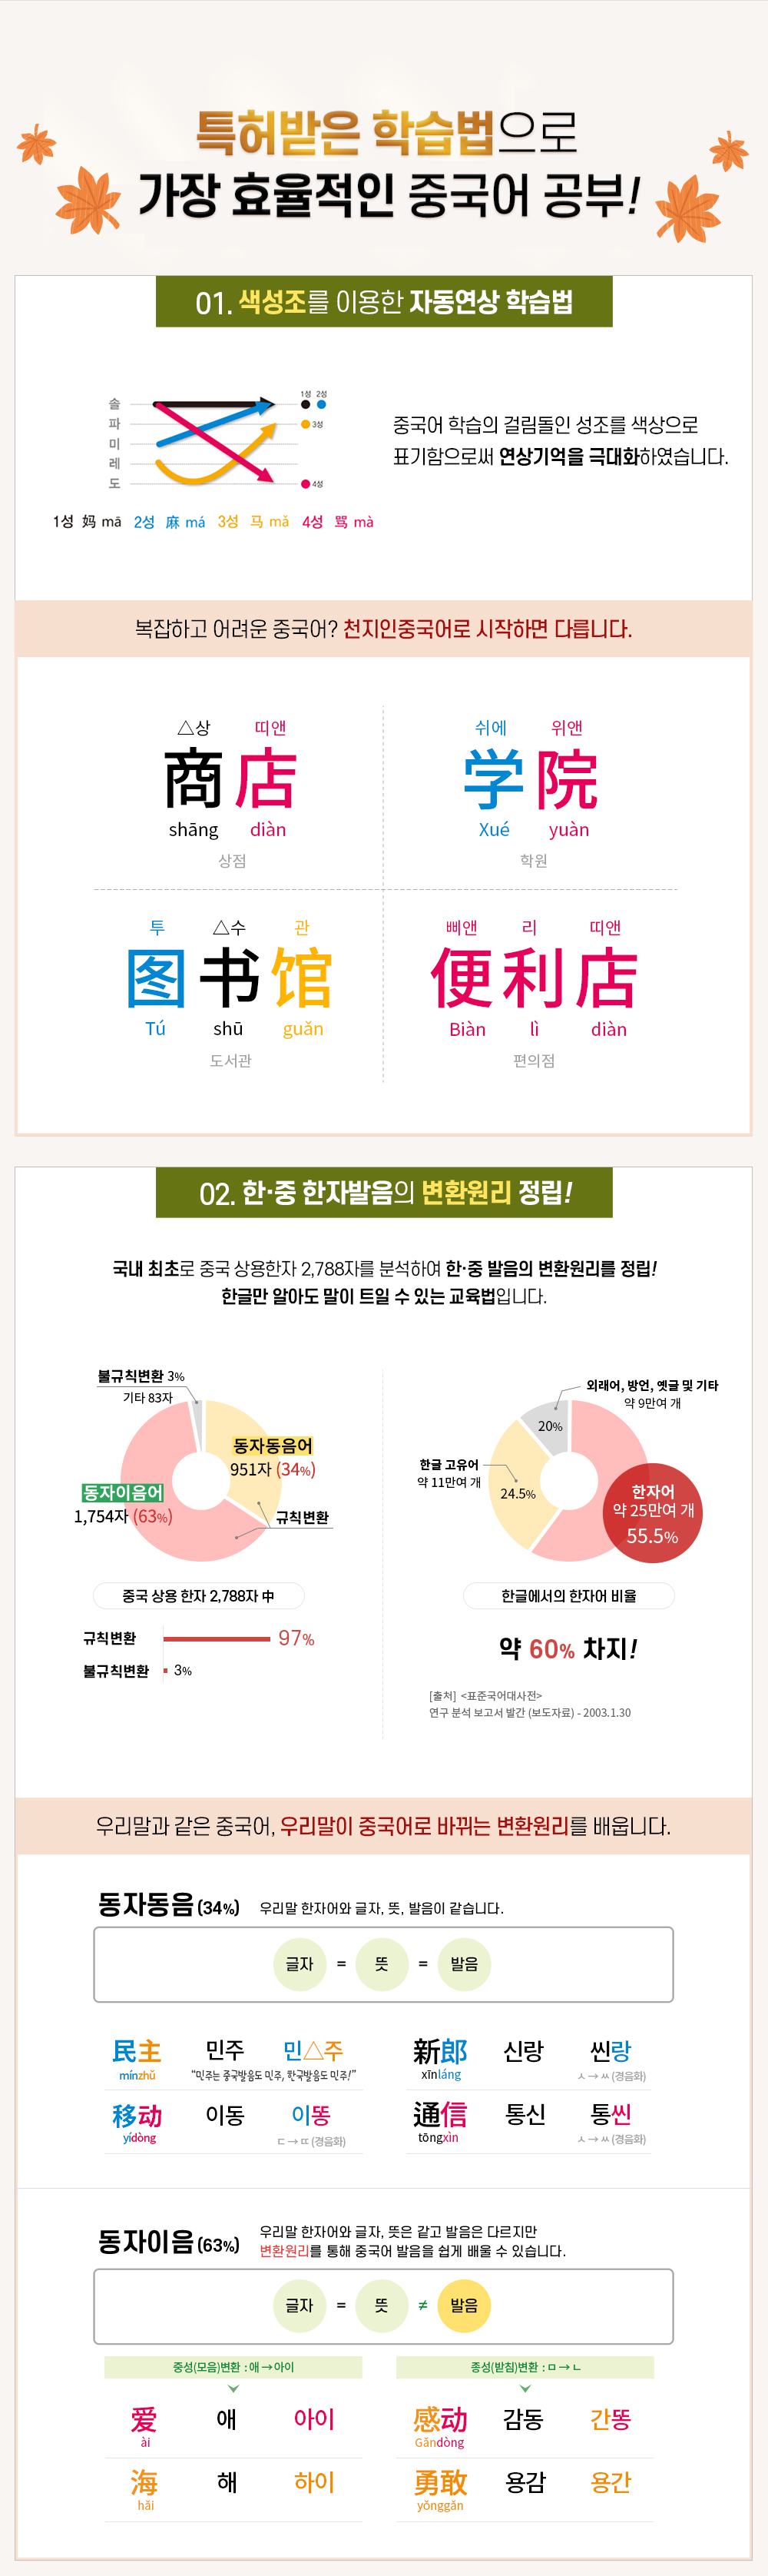 특허받은 학습법으로
가장 효율적인 중국어 공부!
01. 색성조를 이용한 자동연상 학습법
솔
파
미
레
도
1성 2성
3성
4성
1성 妈 mā 2성 麻 má 3성 马 mǎ 4성 骂 mà
중국어 학습의 걸림돌인 성조를 색상으로
표기함으로써 연상기억을 극대화하였습니다.
복잡하고 어려운 중국어? 천지인중국어로 시작하면 다릅니다.
△상 띠앤
商店
shāng diàn
상점
쉬에 위앤
学院
Xué yuàn
학원
투 △수 관
图书馆
Tú shū guǎn
도서관
삐앤 리 띠앤
便利店
Biàn lì diàn
편의점
02. 한·중 한자발음의 변환원리 정립!
국내 최초로 중국 상용한자 2,788자를 분석하여 한·중 발음의 변환원리를 정립!
한글만 알아도 말이 트일 수 있는 교육법입니다.
불규칙변환 3%
기타 83자
동자동음어
951자 (34%)
동자이음어
1,754자 (63%)
규칙변환
중국 상용 한자 2,788자 中
규칙변환 97%
불규칙변환 3%
외래어, 방언, 옛글 및 기타
약 9만여 개
20%
한글 고유어
약 11만여 개
24.5%
한자어
약 25만여 개
55.5%
한글에서의 한자어 비율
약 60% 차지!
[출처] <표준국어대사전>
연구 분석 보고서 발간 (보도자료) - 2003.1.30
우리말과 같은 중국어, 우리말이 중국어로 바뀌는 변환원리를 배웁니다.
동자동음 (34%) 우리말 한자어와 글자, 뜻, 발음이 같습니다.
글자 = 뜻 = 발음
民主 민주 민△주
mínzhǔ “민주는 중국발음도 민주, 한국발음도 민주!”
移动 이동 이똥
yídòng ㄷ → ㄸ (경음화)
新郎 신랑 씬랑
xīnláng ㅅ → ㅆ (경음화)
通信 통신 통씬
tōngxìn ㅅ → ㅆ (경음화)
동자이음 (63%) 우리말 한자어와 글자, 뜻은 같고 발음은 다르지만
변환원리를 통해 중국어 발음을 쉽게 배울 수 있습니다.
글자 = 뜻 ≠ 발음
중성(모음)변환 : 애 → 아이
爱 애 아이
ài
海 해 하이
hǎi
종성(받침)변환 : ㅁ → ㄴ
感动 감동 간똥
Gǎndòng
勇敢 용감 용간
yǒnggǎn